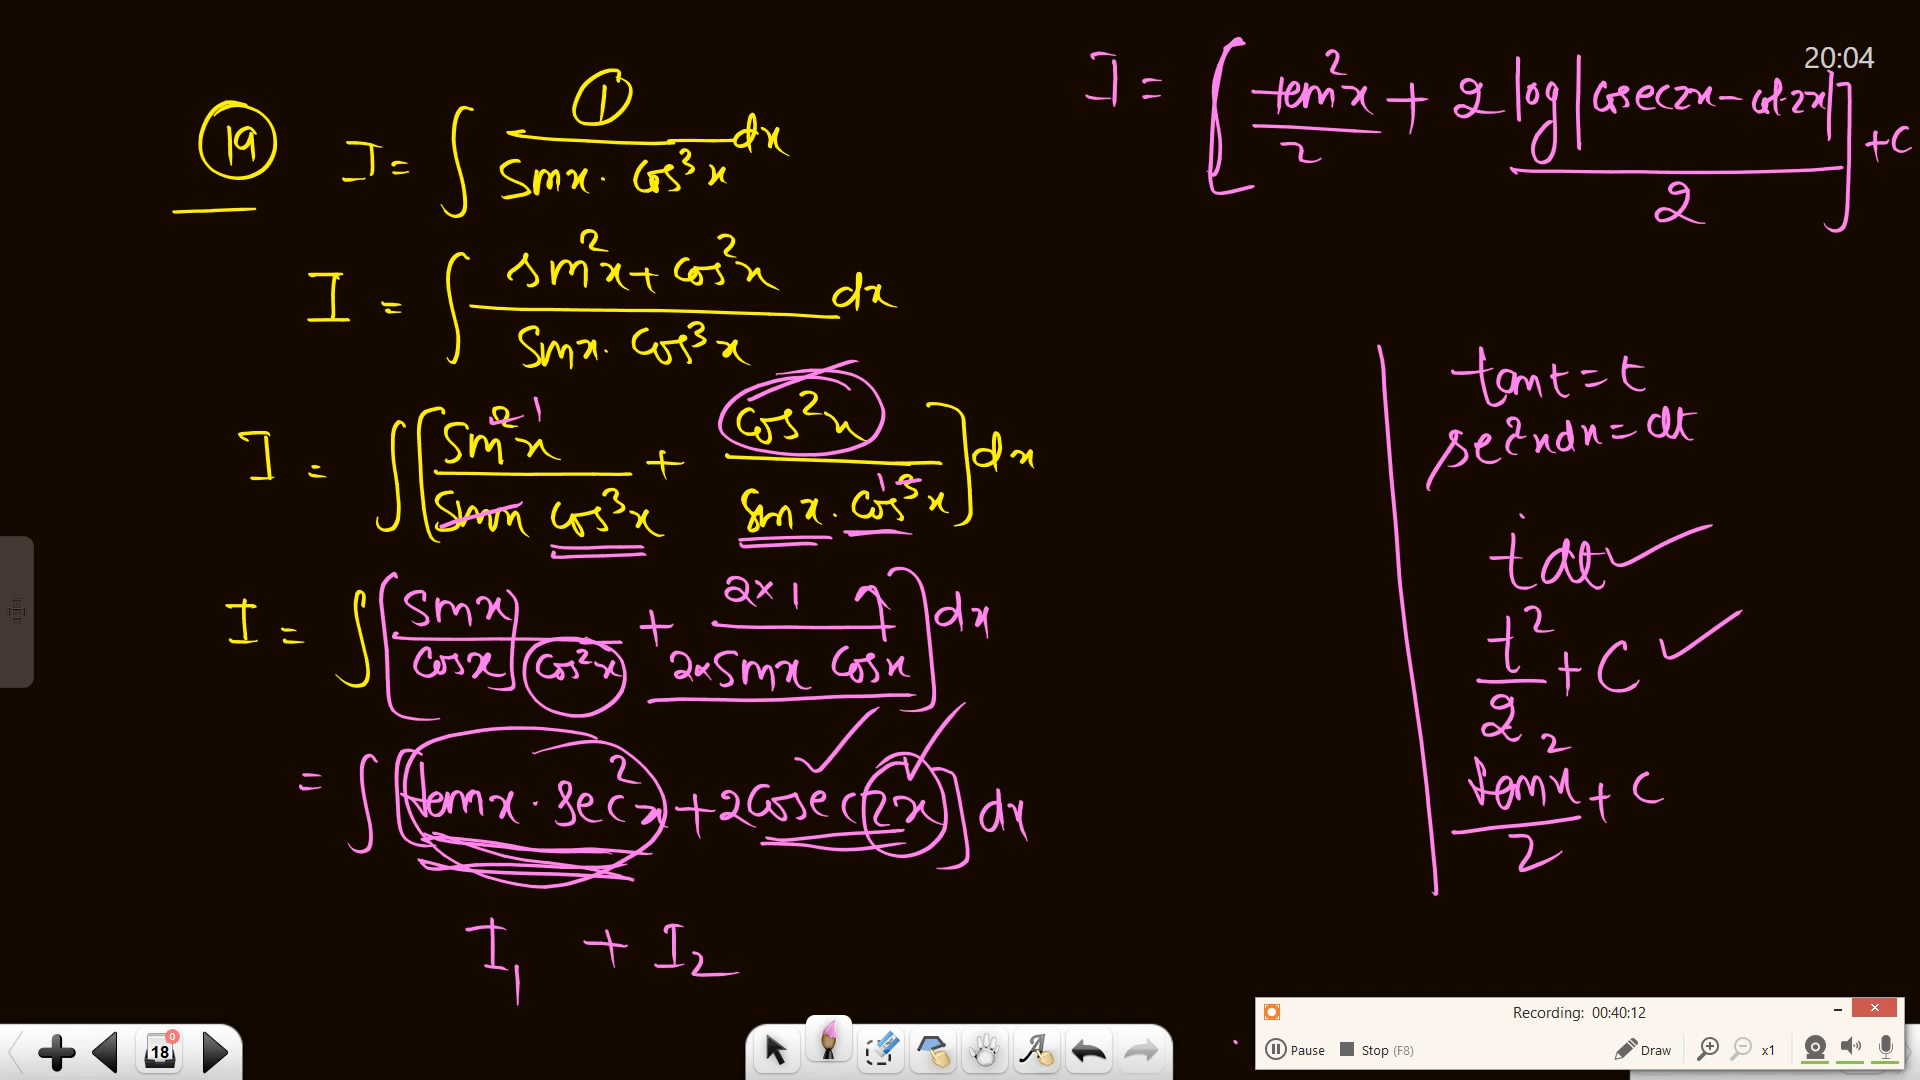 20:04
(19) I = ∫ 1 / (sinx · cos³x) dx
I = ∫ (sin²x + cos²x) / (sinx · cos³x) dx
I = ∫ [sin²x / (sinx cos³x) + cos²x / (sinx · cos³x)] dx
I = ∫ [sinx / (cosx cos²x) + 2×1 / (2×sinx cosx)] dx
= ∫ [tanx · sec²x + 2cosec(2x)] dx
I₁ + I₂
I = [tan²x / 2 + 2 log|cosec2x - cot2x| / 2] + C
tant = t
sec²xdx = dt
t dt
t² / 2 + C
tan²x / 2 + C
0
18
Recording: 00:40:12
Pause Stop (F8) Draw x1